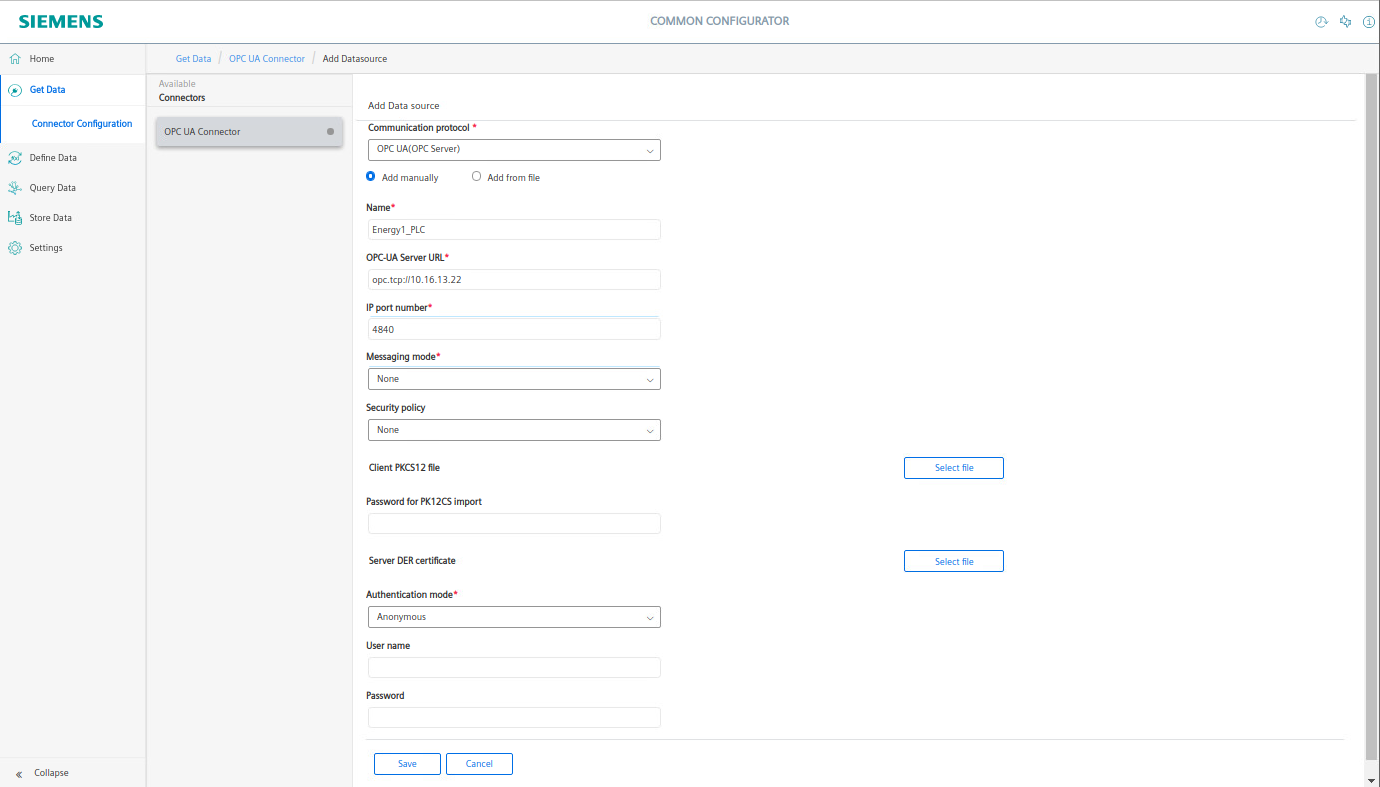 SIEMENS
COMMON CONFIGURATOR
Home
Get Data
Connector Configuration
Define Data
Query Data
Store Data
Settings
Collapse
Get Data / OPC UA Connector / Add Datasource
Available
Connectors
OPC UA Connector
Add Data source
Communication protocol *
OPC UA(OPC Server)
Add manually Add from file
Name*
Energy1_PLC
OPC-UA Server URL*
opc.tcp://10.16.13.22
IP port number*
4840
Messaging mode*
None
Security policy
None
Client PKCS12 file Select file
Password for PK12CS import
Server DER certificate Select file
Authentication mode*
Anonymous
User name
Password
Save Cancel